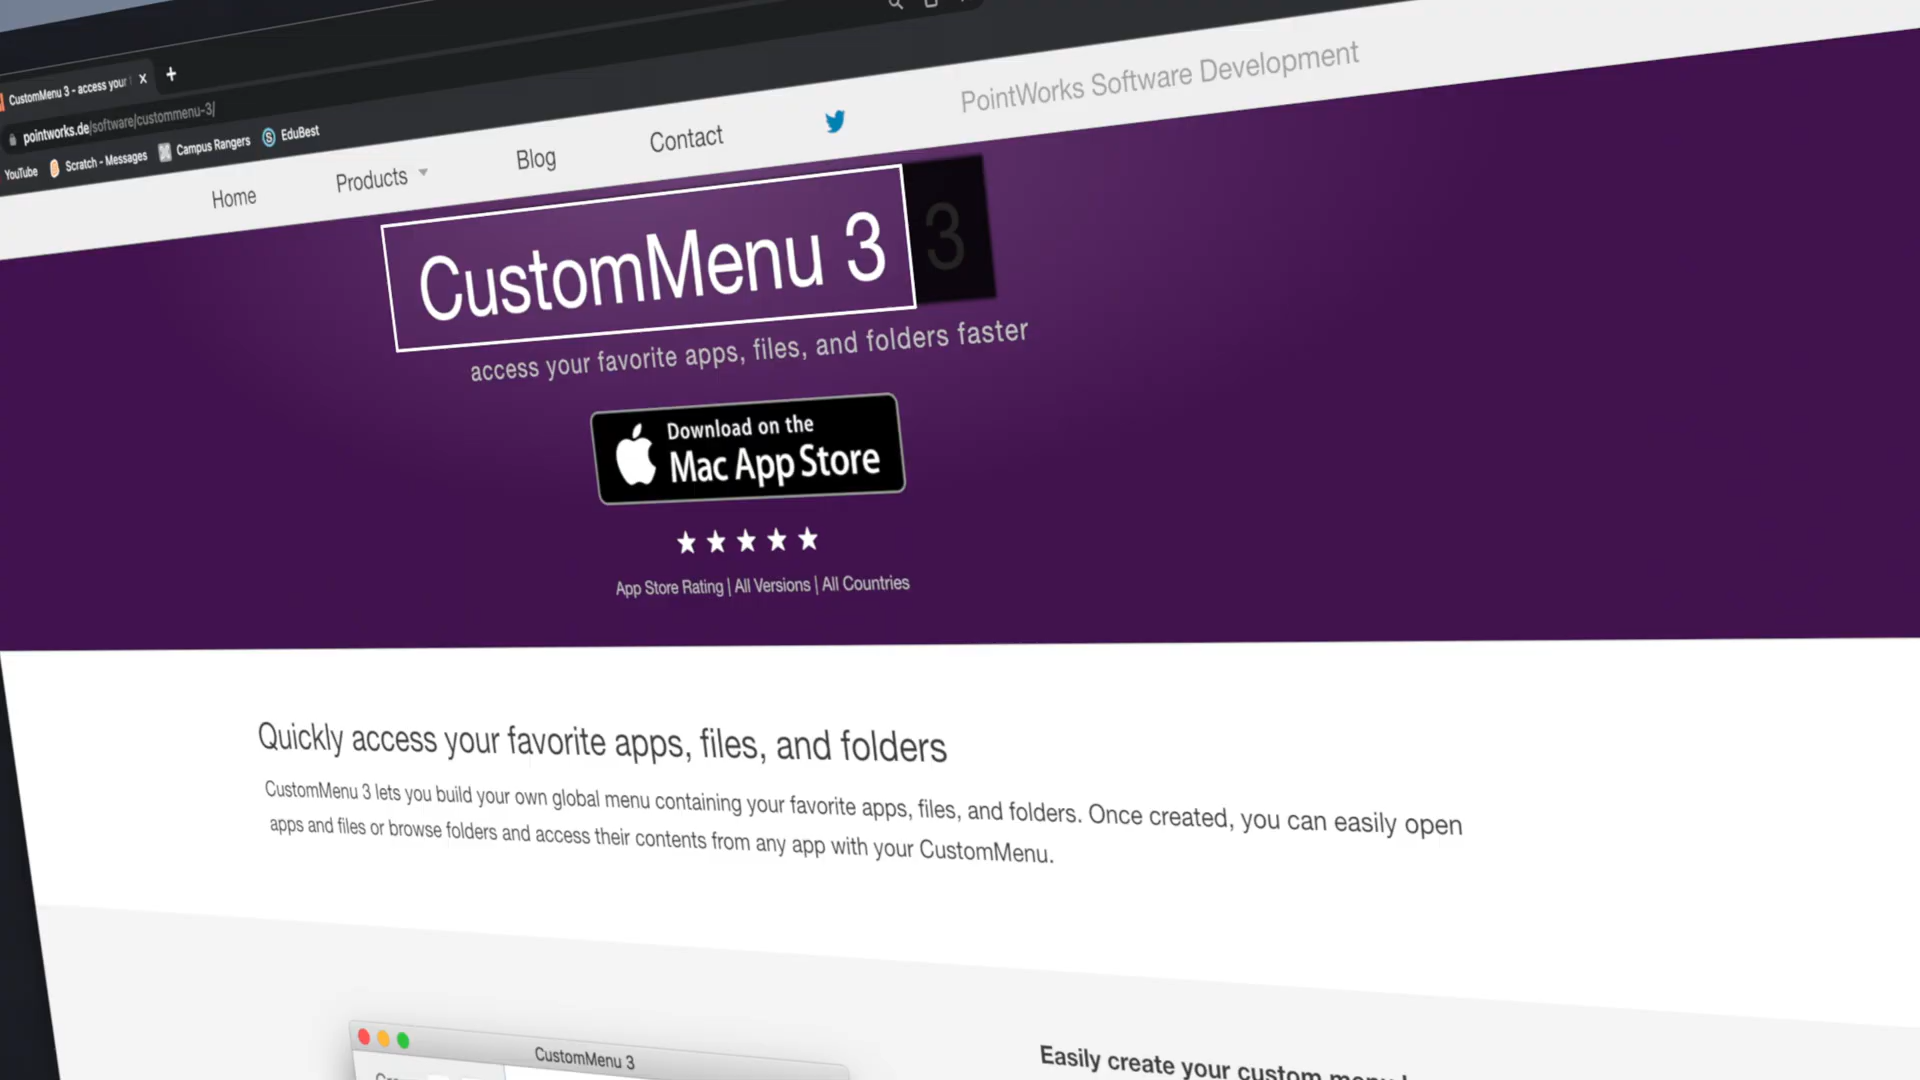 CustomMenu 3 - access your
pointworks.de/software/custommenu-3/
YouTube
Scratch - Messages
Campus Rangers
EduBest
Home
Products
Blog
Contact
PointWorks Software Development
CustomMenu 3
3
access your favorite apps, files, and folders faster
Download on the
Mac App Store
App Store Rating | All Versions | All Countries
Quickly access your favorite apps, files, and folders
CustomMenu 3 lets you build your own global menu containing your favorite apps, files, and folders. Once created, you can easily open
apps and files or browse folders and access their contents from any app with your CustomMenu.
CustomMenu 3
Easily create your custom menu